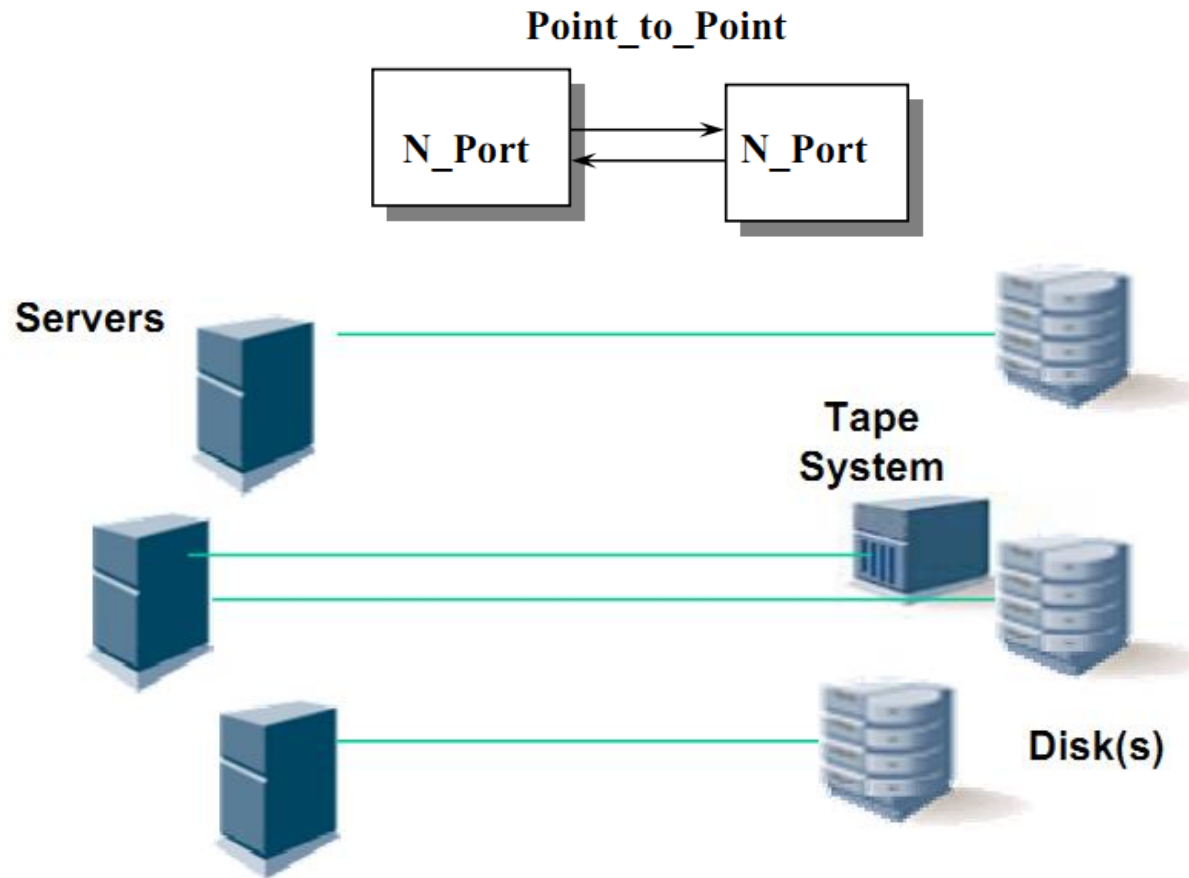 Point_to_Point
N_Port
N_Port
Servers
Tape
System
Disk(s)